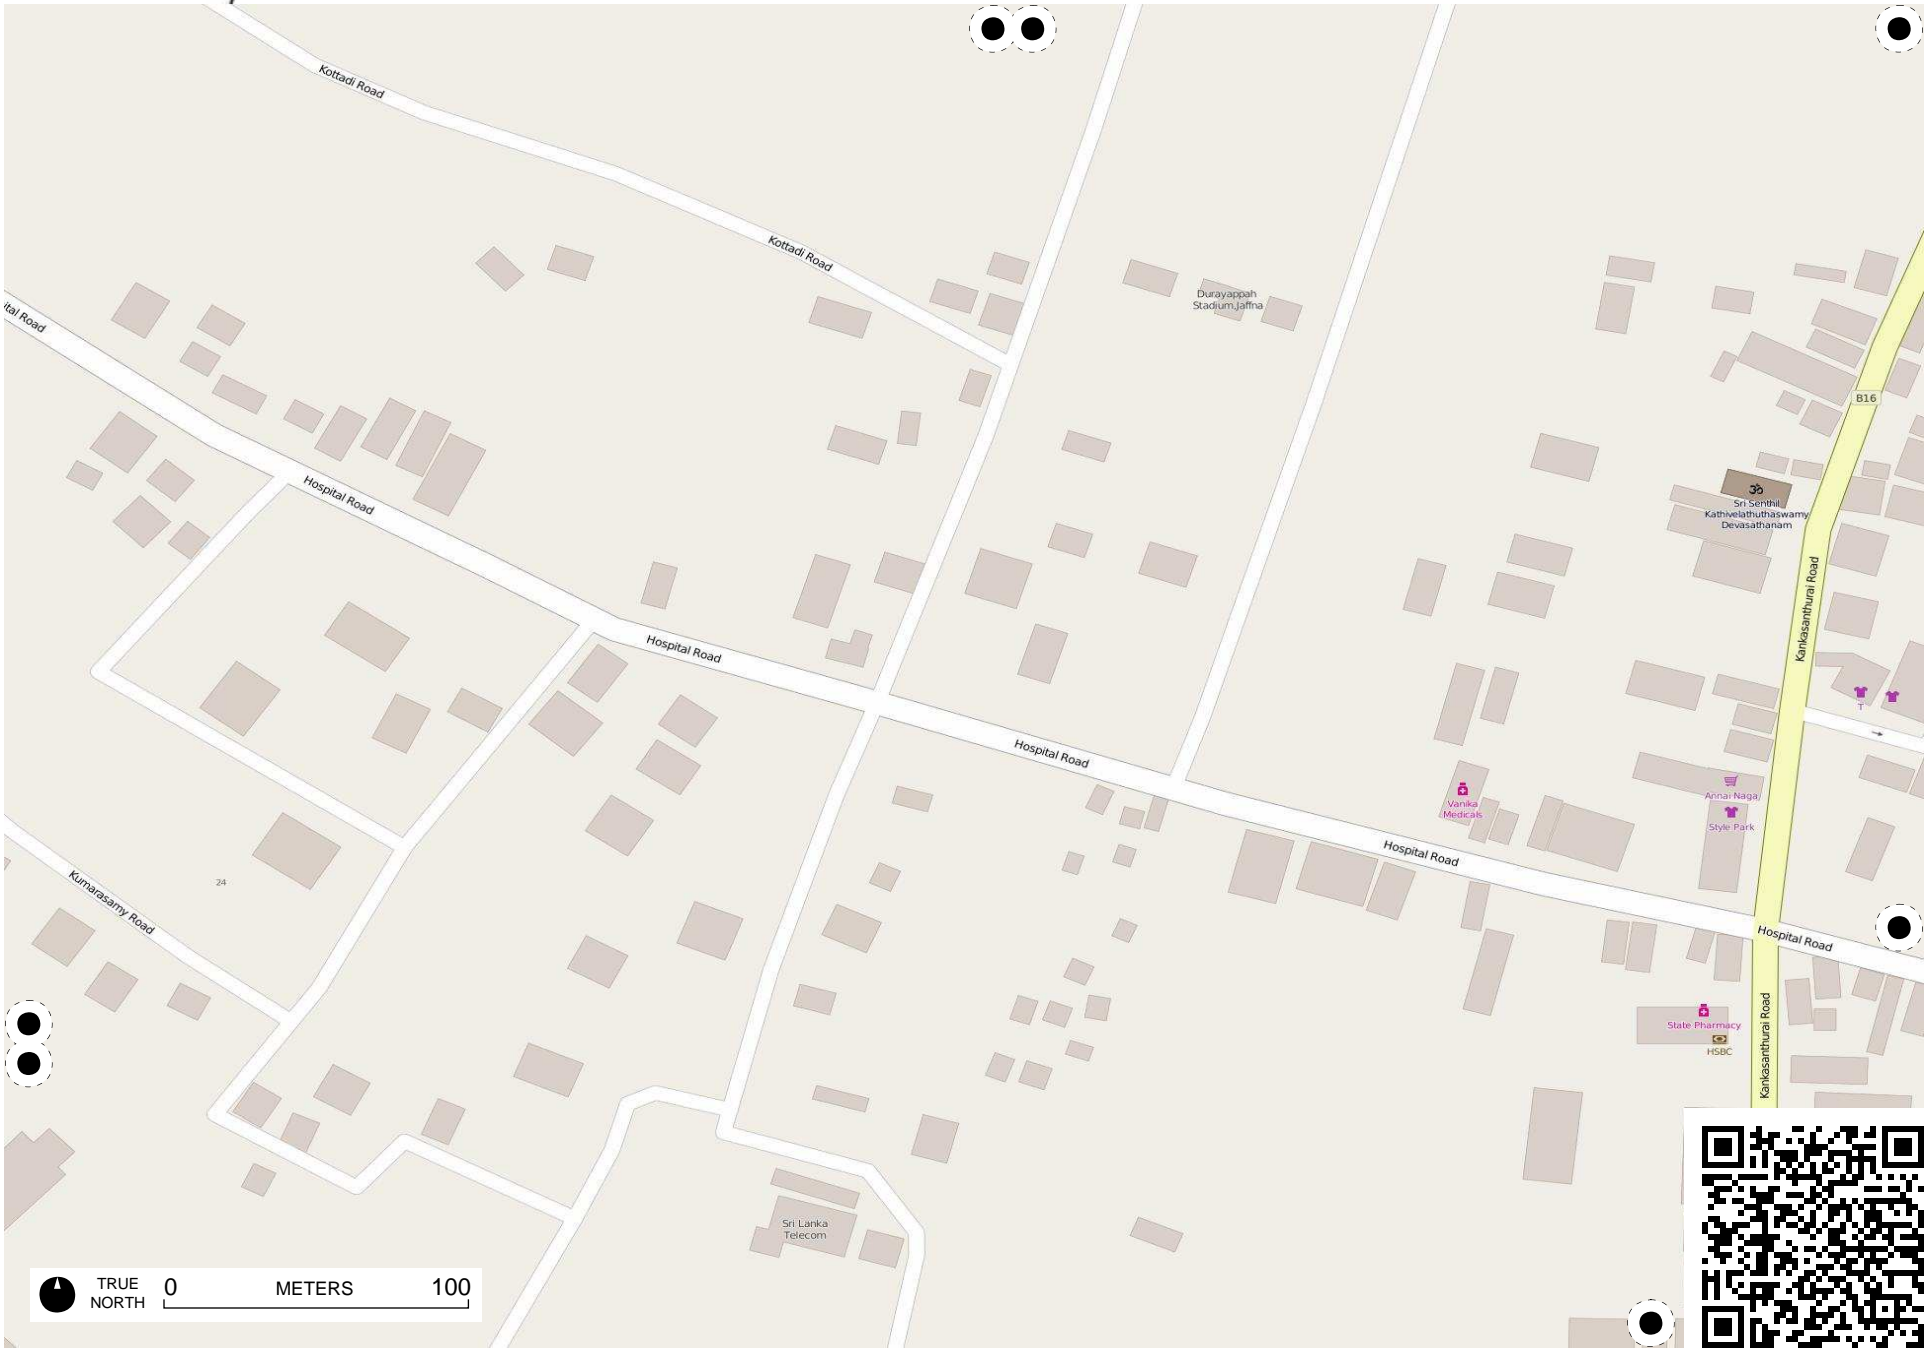 Kottadi Road
Kottadi Road
Durayappah
Stadium,Jaffna
ital Road
B16
Hospital Road
Sri Senthil
Kathivelathuthaswamy
Devasathanam
Kankasanthurai Road
Hospital Road
T
Hospital Road
Annai Naga
Vanika
Medicals
Style Park
Hospital Road
24
Kumarasamy Road
Hospital Road
Kankasanthurai Road
State Pharmacy
HSBC
Sri Lanka
Telecom
TRUE
NORTH
0 METERS 100